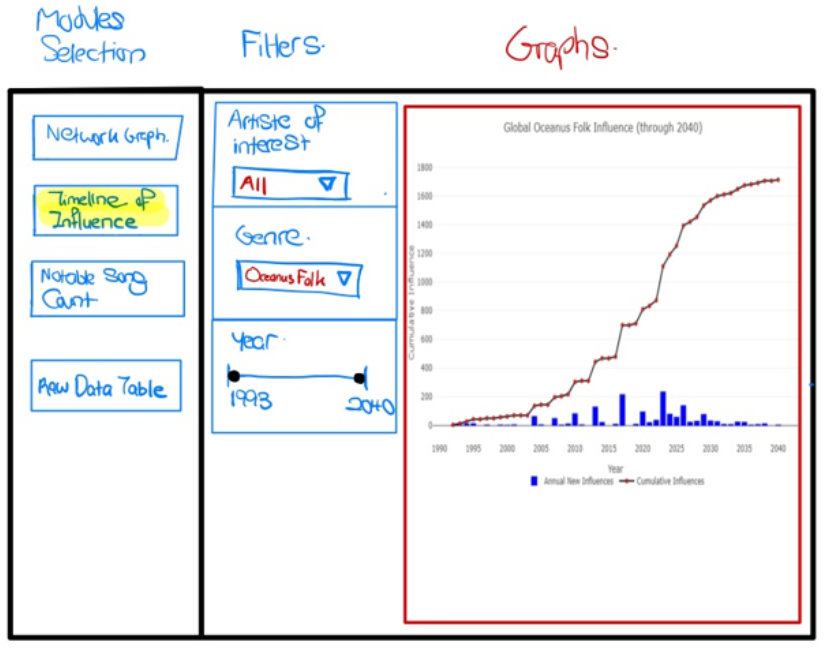 Modules
Selection
Filters.
Graphs.
Network Graph.
Timeline of
Influence
Notable Song
Count
Raw Data Table
Artiste of
interest
All
Genre.
Oceanus Folk
Year.
1993
2040
Global Oceanus Folk Influence (through 2040)
Cumulative Influence
1800
1600
1400
1200
1000
800
600
400
200
0
1990 1995 2000 2005 2010 2015 2020 2025 2030 2035 2040
Year
Annual New Influences Cumulative Influences